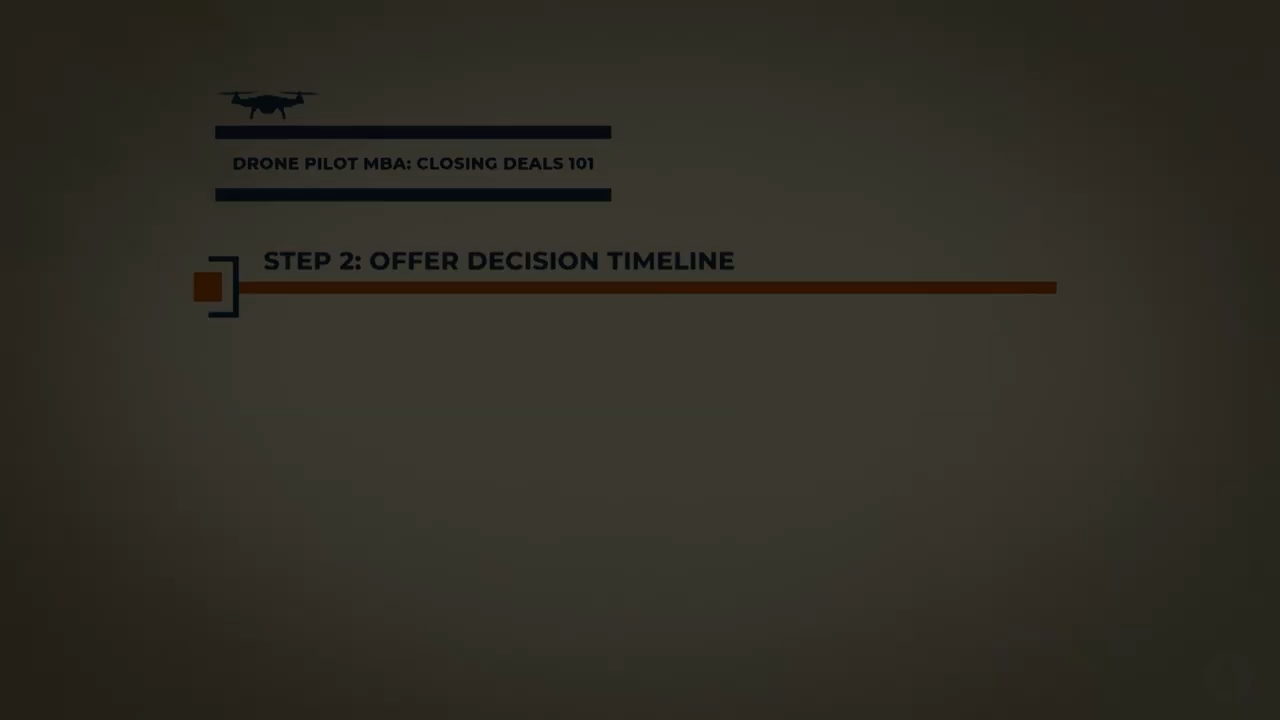 DRONE PILOT MBA: CLOSING DEALS 101
STEP 2: OFFER DECISION TIMELINE